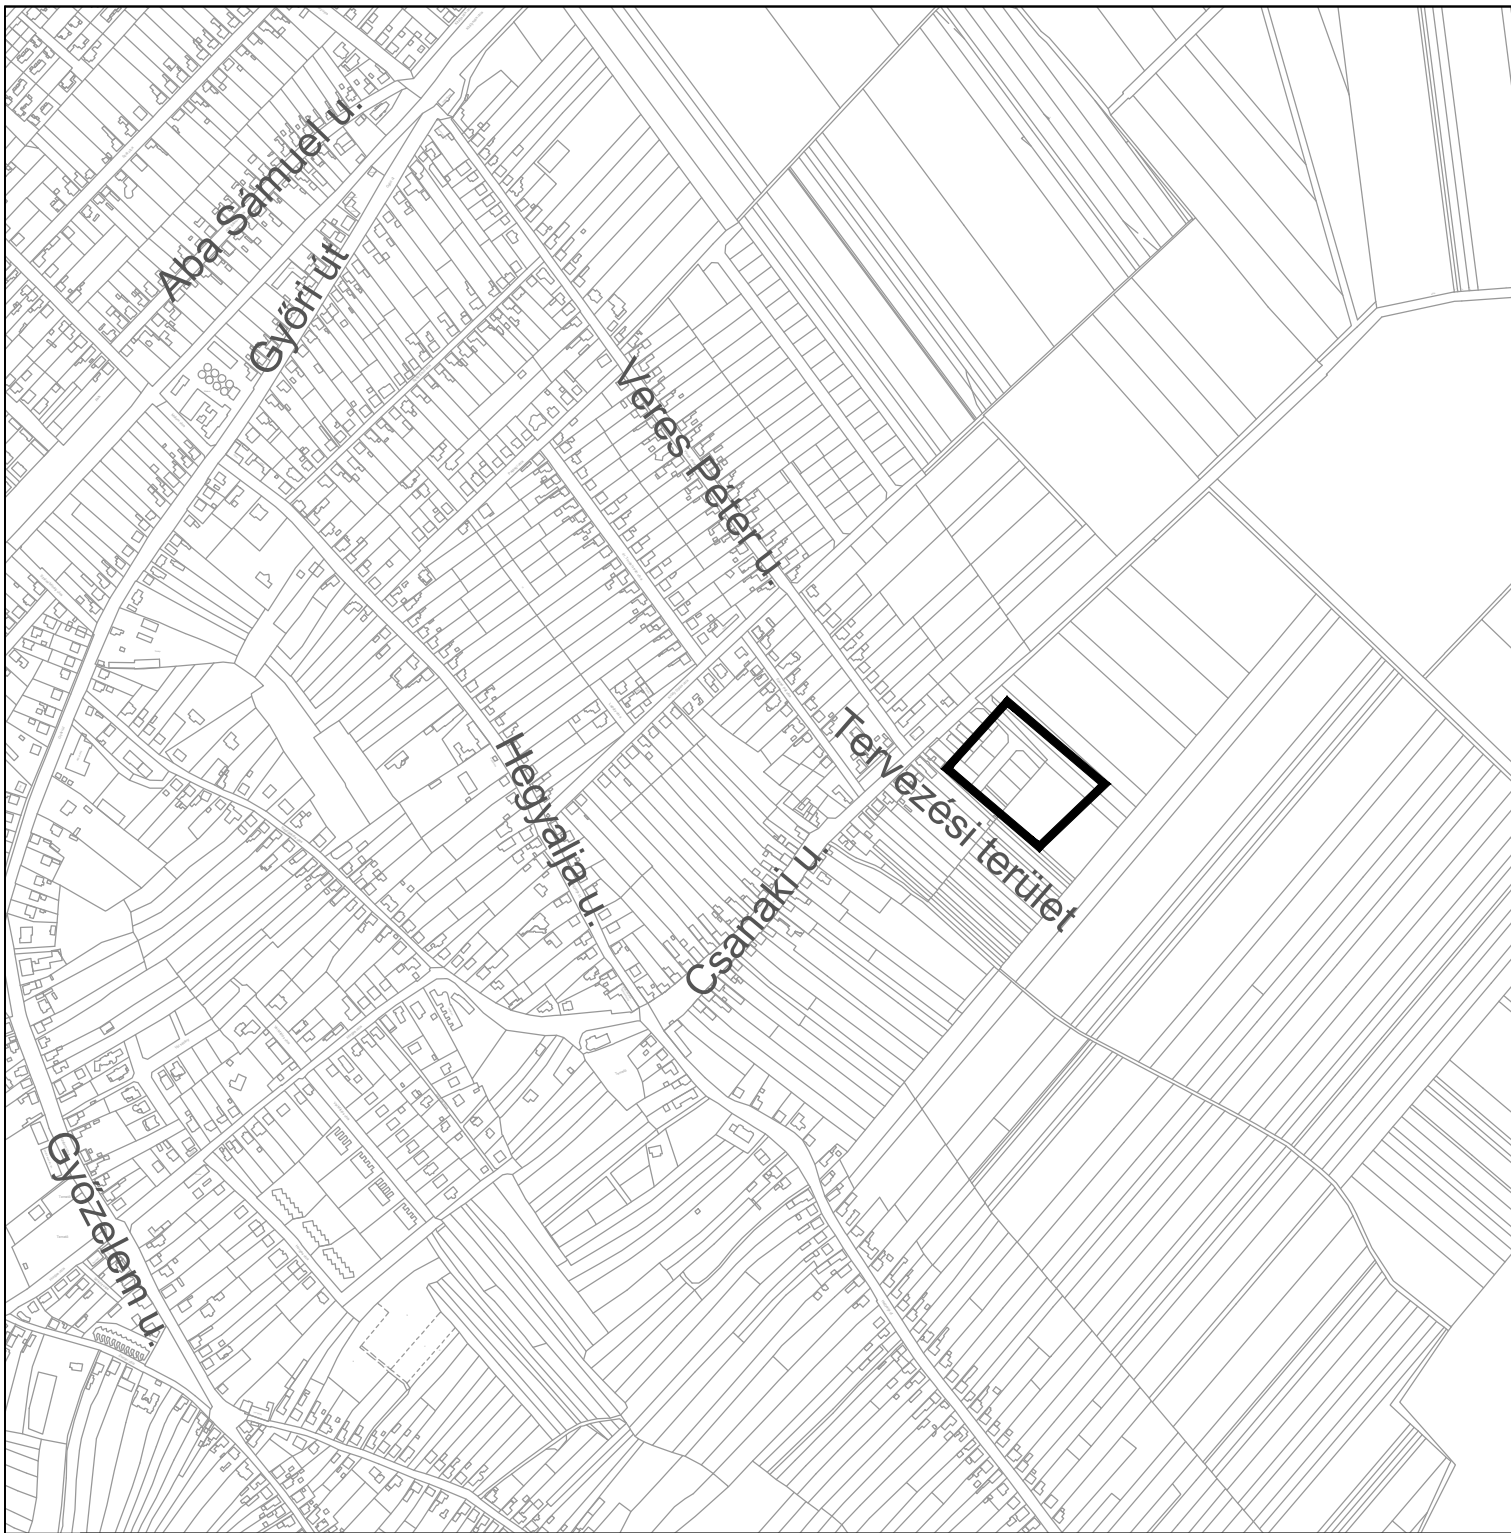 Aba Sámuel u.
Győri út
Veres Péter u.
Tervezési terület
Hegyalja u.
Csanaki u.
Győzelem u.